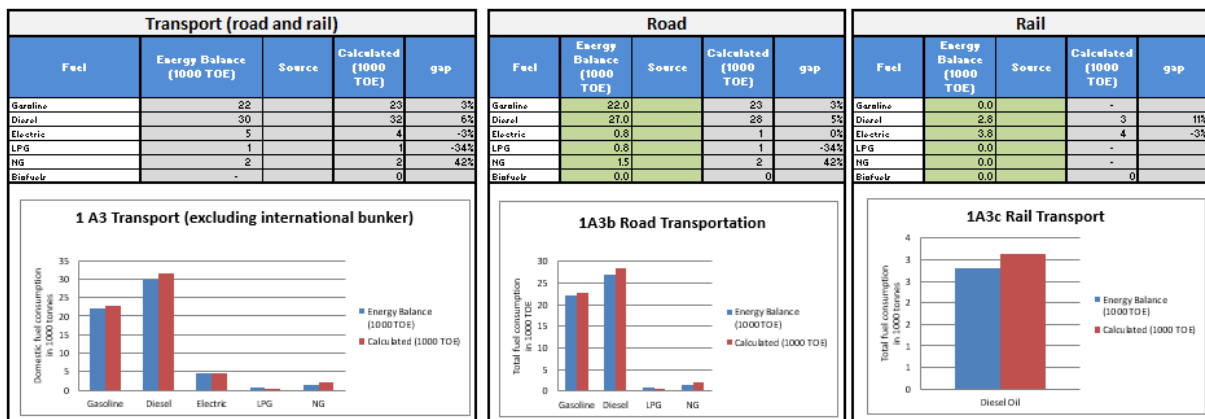 Transport (road and rail)
Fuel Energy Balance (1000 TOE) Source Calculated (1000 TOE) gap
Gasoline 22 23 3%
Diesel 30 32 6%
Electric 5 4 -3%
LPG 1 1 -34%
NG 2 2 42%
Biofuels - 0
1 A3 Transport (excluding international bunker)
Domestic fuel consumption in 1000 tonnes
35
30
25
20
15
10
5
0
Gasoline Diesel Electric LPG NG
Energy Balance (1000 TOE)
Calculated (1000 TOE)
Road
Fuel Energy Balance (1000 TOE) Source Calculated (1000 TOE) gap
Gasoline 22.0 23 3%
Diesel 27.0 28 5%
Electric 0.8 1 0%
LPG 0.8 1 -34%
NG 1.5 2 42%
Biofuels 0.0 0
1A3b Road Transportation
Total fuel consumption in 1000 TOE
30
25
20
15
10
5
0
Gasoline Diesel LPG NG
Energy Balance (1000 TOE)
Calculated (1000 TOE)
Rail
Fuel Energy Balance (1000 TOE) Source Calculated (1000 TOE) gap
Gasoline 0.0 -
Diesel 2.8 3 11%
Electric 3.8 4 -3%
LPG 0.0 -
NG 0.0 -
Biofuels 0.0 0
1A3c Rail Transport
Total fuel consumption in 1000 tonnes
4
3
3
2
2
1
1
0
Diesel Oil
Energy Balance (1000 TOE)
Calculated (1000 TOE)